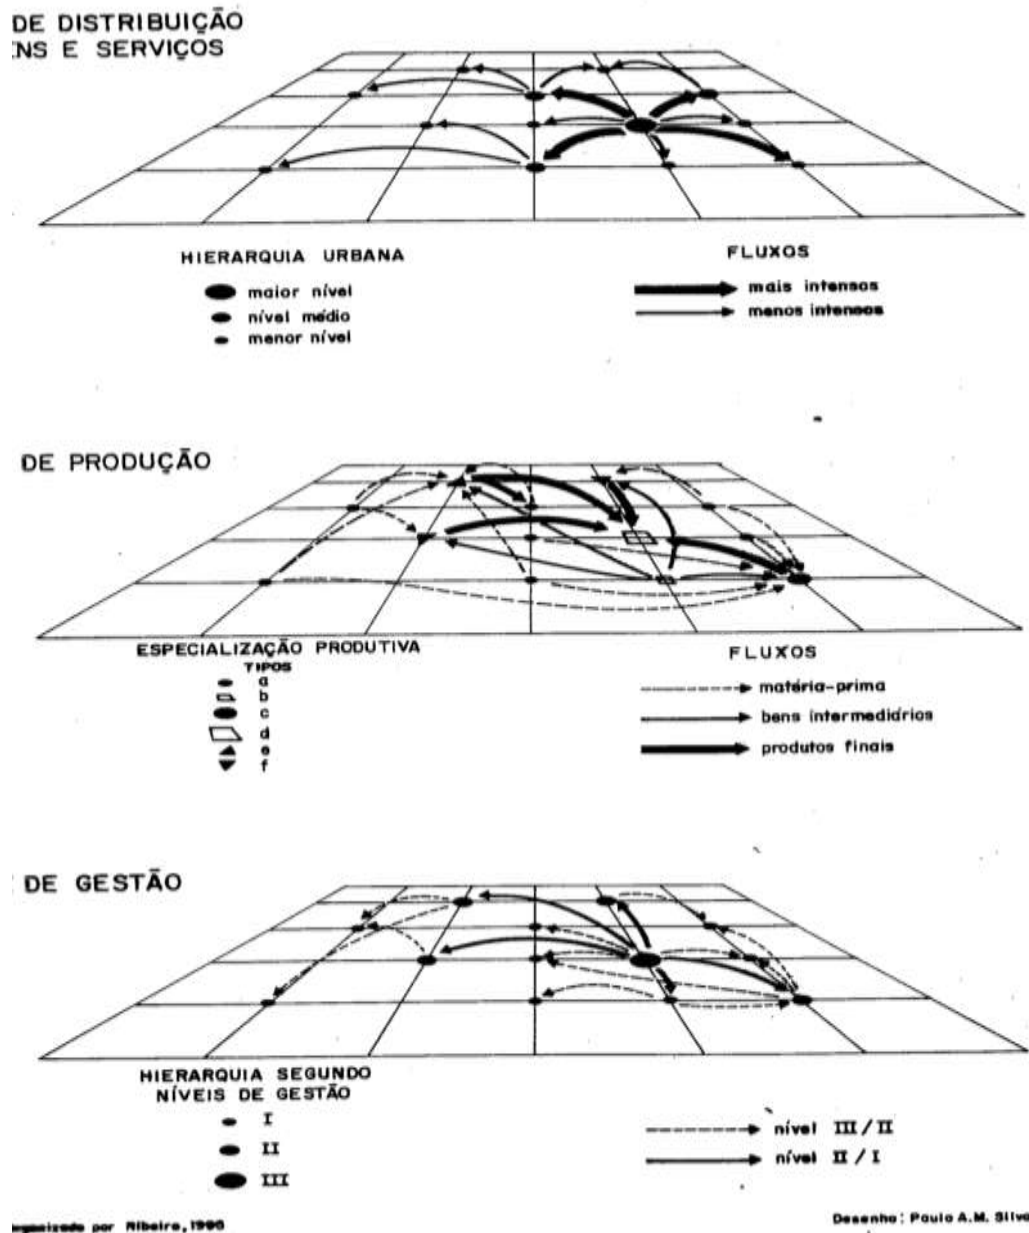 DE DISTRIBUIÇÃO
NS E SERVIÇOS
HIERARQUIA URBANA
maior nível
nível médio
menor nível
FLUXOS
mais intensos
menos intensos
DE PRODUÇÃO
ESPECIALIZAÇÃO PRODUTIVA
TIPOS
a
b
c
d
e
f
FLUXOS
matéria-prima
bens intermediários
produtos finais
DE GESTÃO
HIERARQUIA SEGUNDO
NÍVEIS DE GESTÃO
I
II
III
nível III / II
nível II / I
por Ribeiro, 1998
Desenho: Paulo A.M. Silva